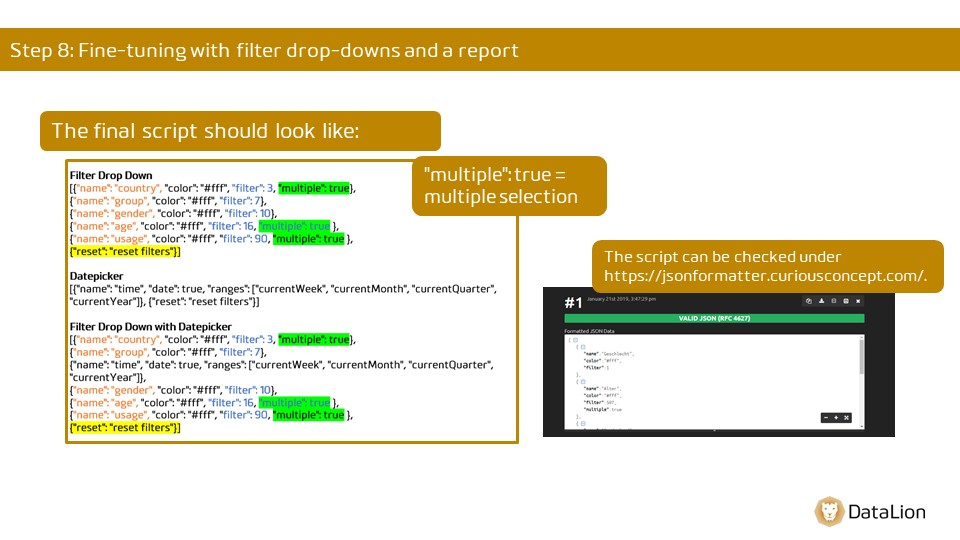 Step 8: Fine-tuning with filter drop-downs and a report
The final script should look like:
"multiple": true =
multiple selection
Filter Drop Down
[{"name": "country", "color": "#fff", "filter": 3, "multiple": true},
{"name": "group", "color": "#fff", "filter": 7},
{"name": "gender", "color": "#fff", "filter": 10},
{"name": "age", "color": "#fff", "filter": 16, "multiple": true },
{"name": "usage", "color": "#fff", "filter": 90, "multiple": true },
{"reset": "reset filters"}]
Datepicker
[{"name": "time", "date": true, "ranges": ["currentWeek", "currentMonth", "currentQuarter",
"currentYear"]}, {"reset": "reset filters"}]
Filter Drop Down with Datepicker
[{"name": "country", "color": "#fff", "filter": 3, "multiple": true},
{"name": "group", "color": "#fff", "filter": 7},
{"name": "time", "date": true, "ranges": ["currentWeek", "currentMonth", "currentQuarter",
"currentYear"]},
{"name": "gender", "color": "#fff", "filter": 10},
{"name": "age", "color": "#fff", "filter": 16, "multiple": true },
{"name": "usage", "color": "#fff", "filter": 90, "multiple": true },
{"reset": "reset filters"}]
The script can be checked under
https://jsonformatter.curiousconcept.com/.
#1 January 21st 2019, 3:47:29 pm
VALID JSON (RFC 4627)
Formatted JSON Data
[
{
"name":"Geschlecht",
"color":"#fff",
"filter":1
},
{
"name":"Alter",
"color":"#fff",
"filter":107,
"multiple":true
},
{
DataLion